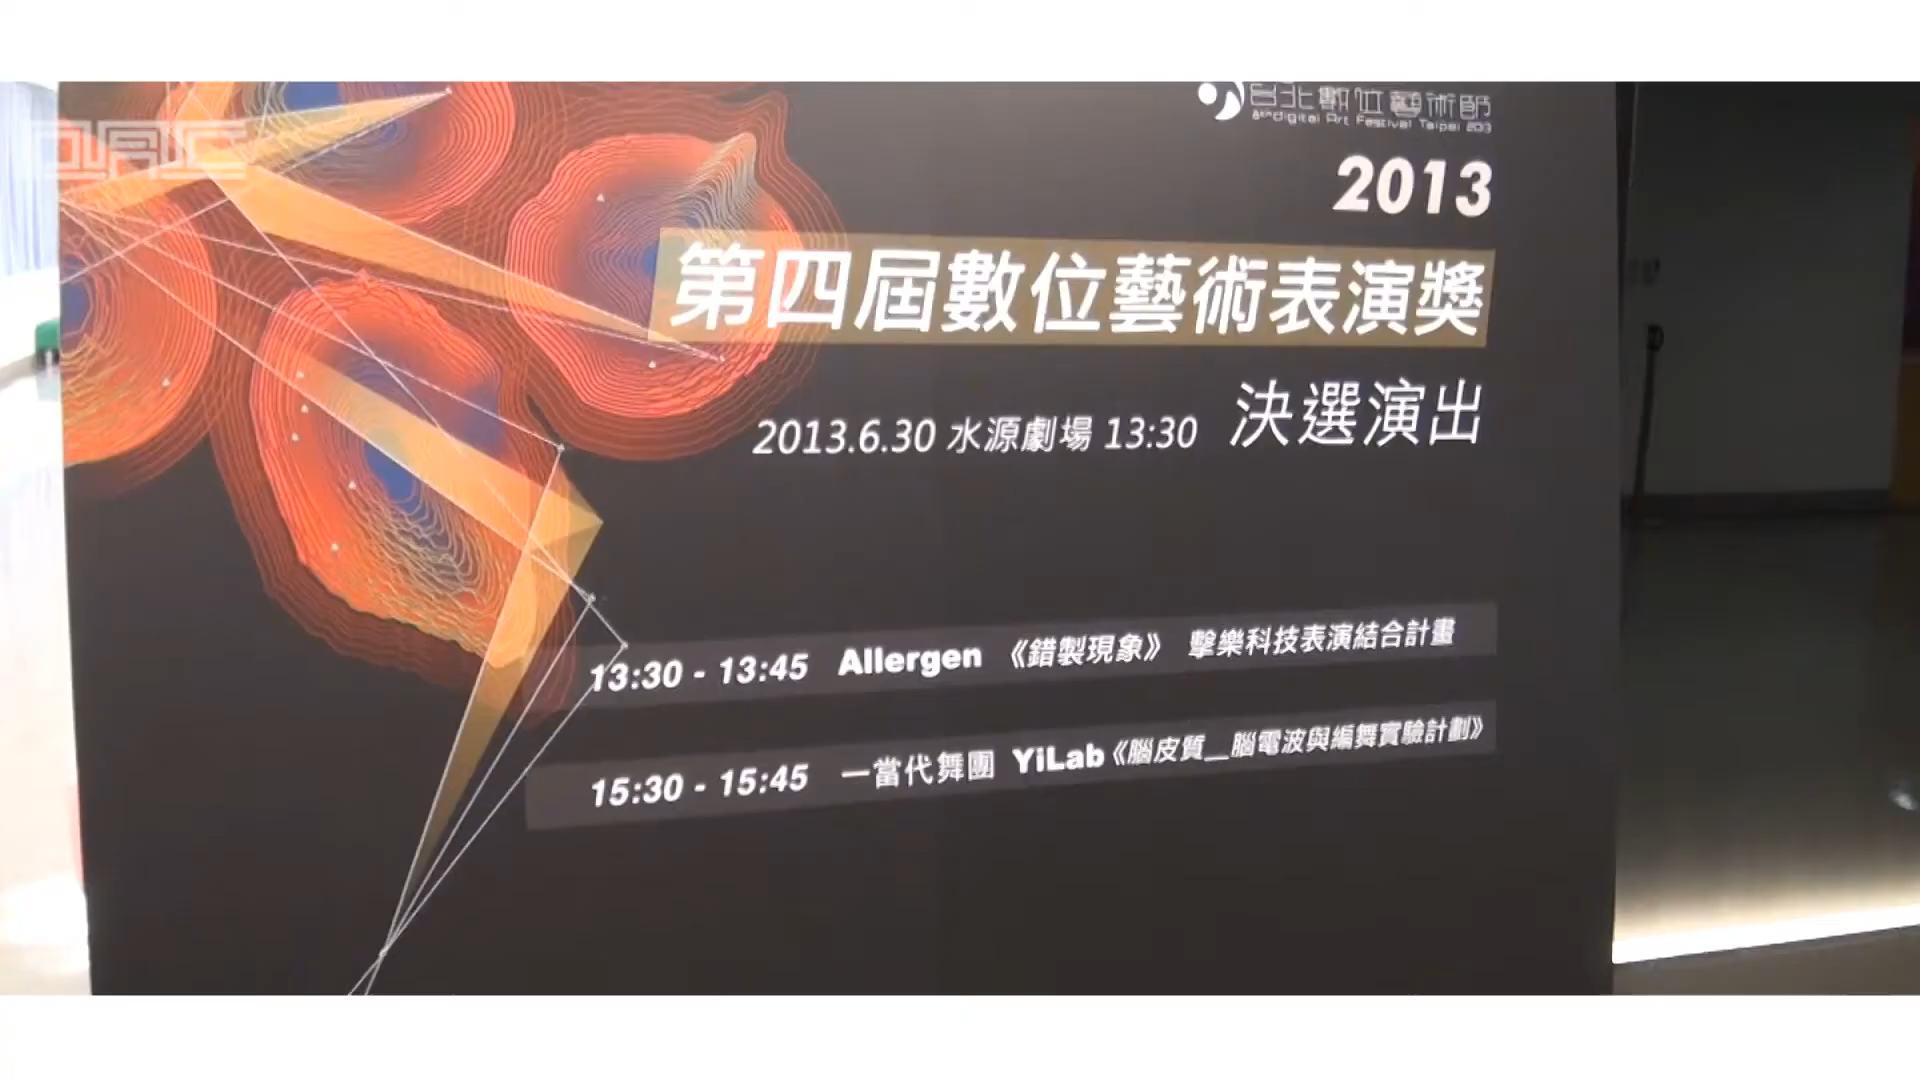 DAC
台北數位藝術節
8th digital Art Festival Taipei 2013
2013
第四屆數位藝術表演獎
決選演出
2013.6.30 水源劇場 13:30
13:30 - 13:45 Allergen 《錯製現象》 擊樂科技表演結合計畫
15:30 - 15:45 一當代舞團 YiLab《腦皮質__腦電波與編舞實驗計劃》